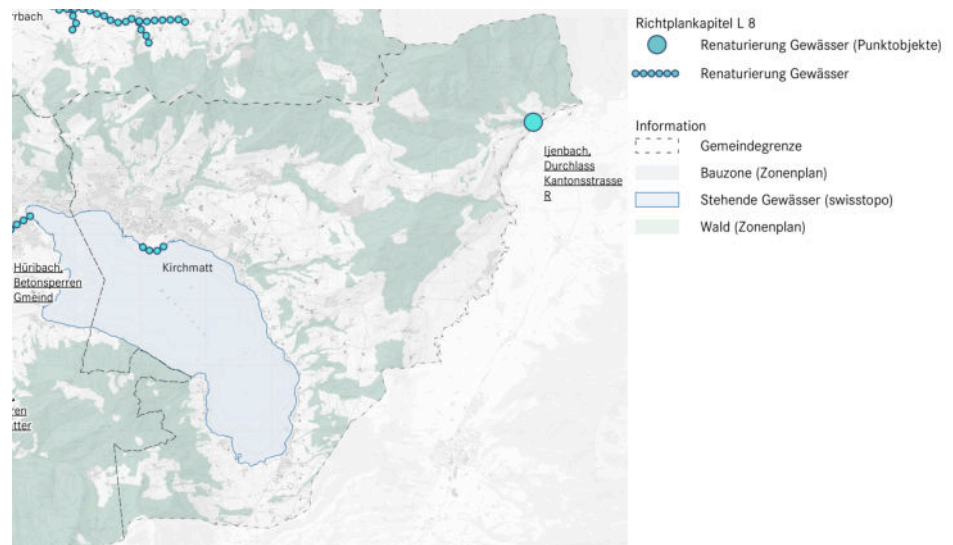 rbach
Kirchmatt
Hüribach,
Betonsperren
Gmeind
ren
tter
Ijenbach,
Durchlass
Kantonsstrasse
R
Richtplankapitel L 8
Renaturierung Gewässer (Punktobjekte)
Renaturierung Gewässer
Information
Gemeindegrenze
Bauzone (Zonenplan)
Stehende Gewässer (swisstopo)
Wald (Zonenplan)